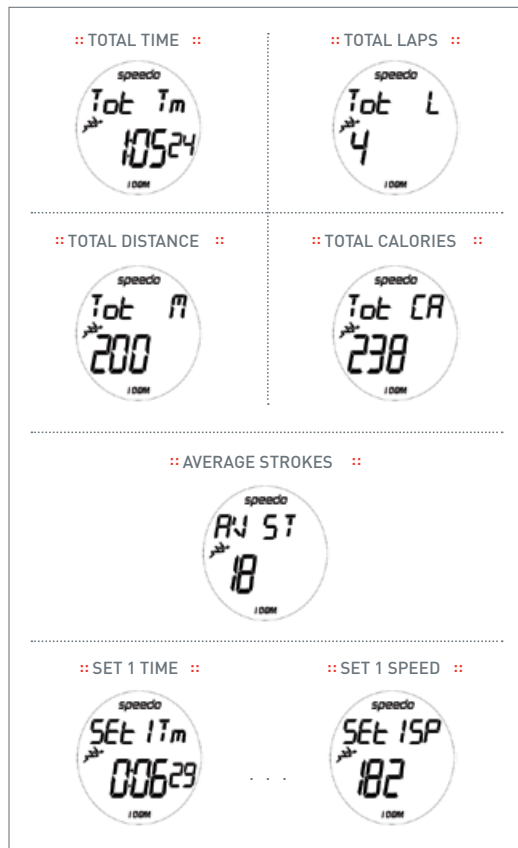 :: TOTAL TIME ::
speedo
Tot Tm
1:05 24
100M
:: TOTAL LAPS ::
speedo
Tot L
4
100M
:: TOTAL DISTANCE ::
speedo
Tot M
200
100M
:: TOTAL CALORIES ::
speedo
Tot CA
238
100M
:: AVERAGE STROKES ::
speedo
AV ST
18
100M
:: SET 1 TIME ::
speedo
SEt 1Tm
0:06 29
100M
. . .
:: SET 1 SPEED ::
speedo
SEt 1SP
182
100M